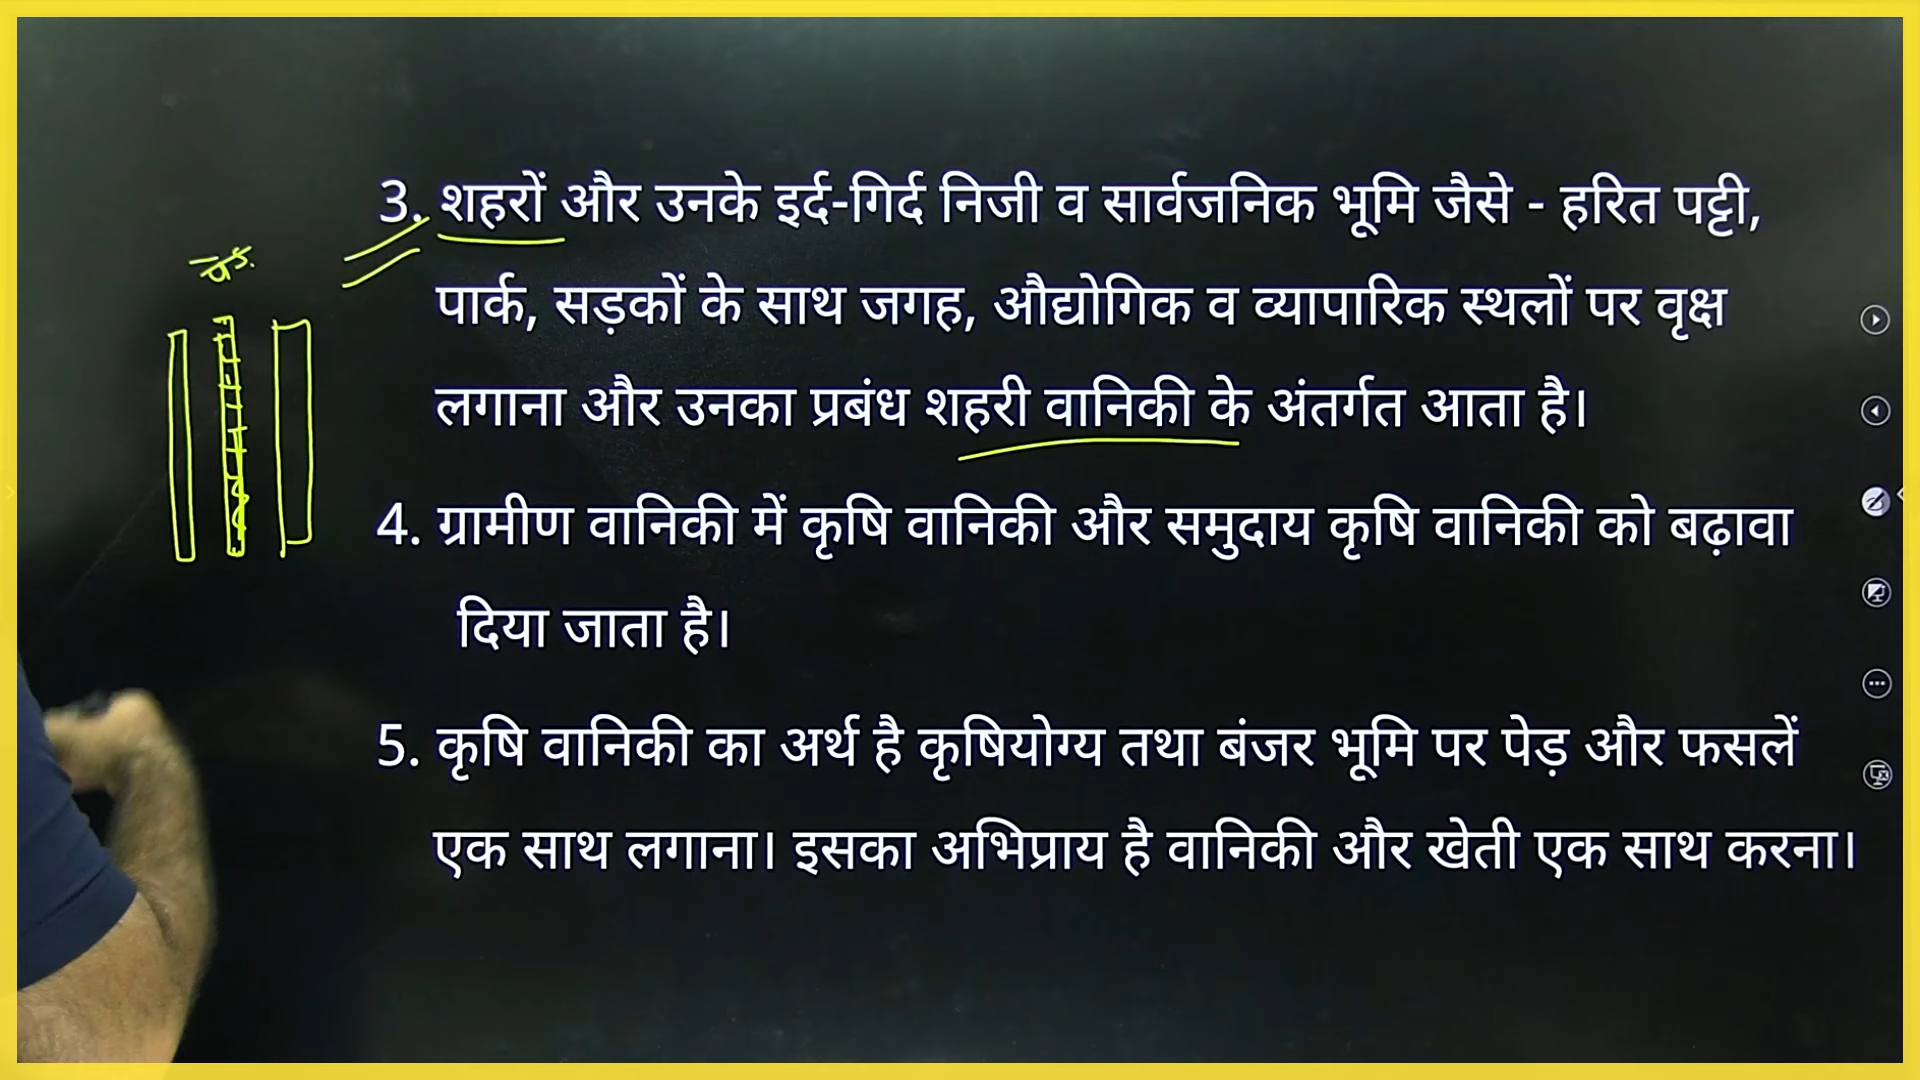 3. शहरों और उनके इर्द-गिर्द निजी व सार्वजनिक भूमि जैसे - हरित पट्टी,
पार्क, सड़कों के साथ जगह, औद्योगिक व व्यापारिक स्थलों पर वृक्ष
लगाना और उनका प्रबंध शहरी वानिकी के अंतर्गत आता है।
4. ग्रामीण वानिकी में कृषि वानिकी और समुदाय कृषि वानिकी को बढ़ावा
दिया जाता है।
5. कृषि वानिकी का अर्थ है कृषियोग्य तथा बंजर भूमि पर पेड़ और फसलें
एक साथ लगाना। इसका अभिप्राय है वानिकी और खेती एक साथ करना।